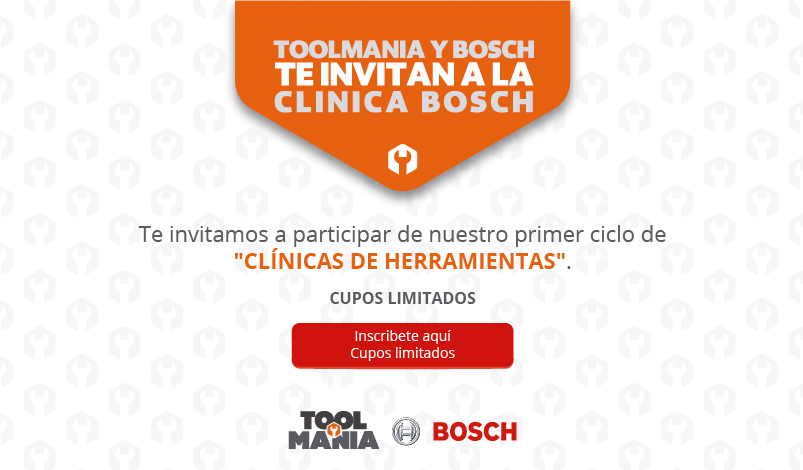 TOOLMANIA Y BOSCH
TE INVITAN A LA
CLINICA BOSCH
Te invitamos a participar de nuestro primer ciclo de
"CLÍNICAS DE HERRAMIENTAS".
CUPOS LIMITADOS
Inscribete aquí
Cupos limitados
TOOL
MANIA
BOSCH